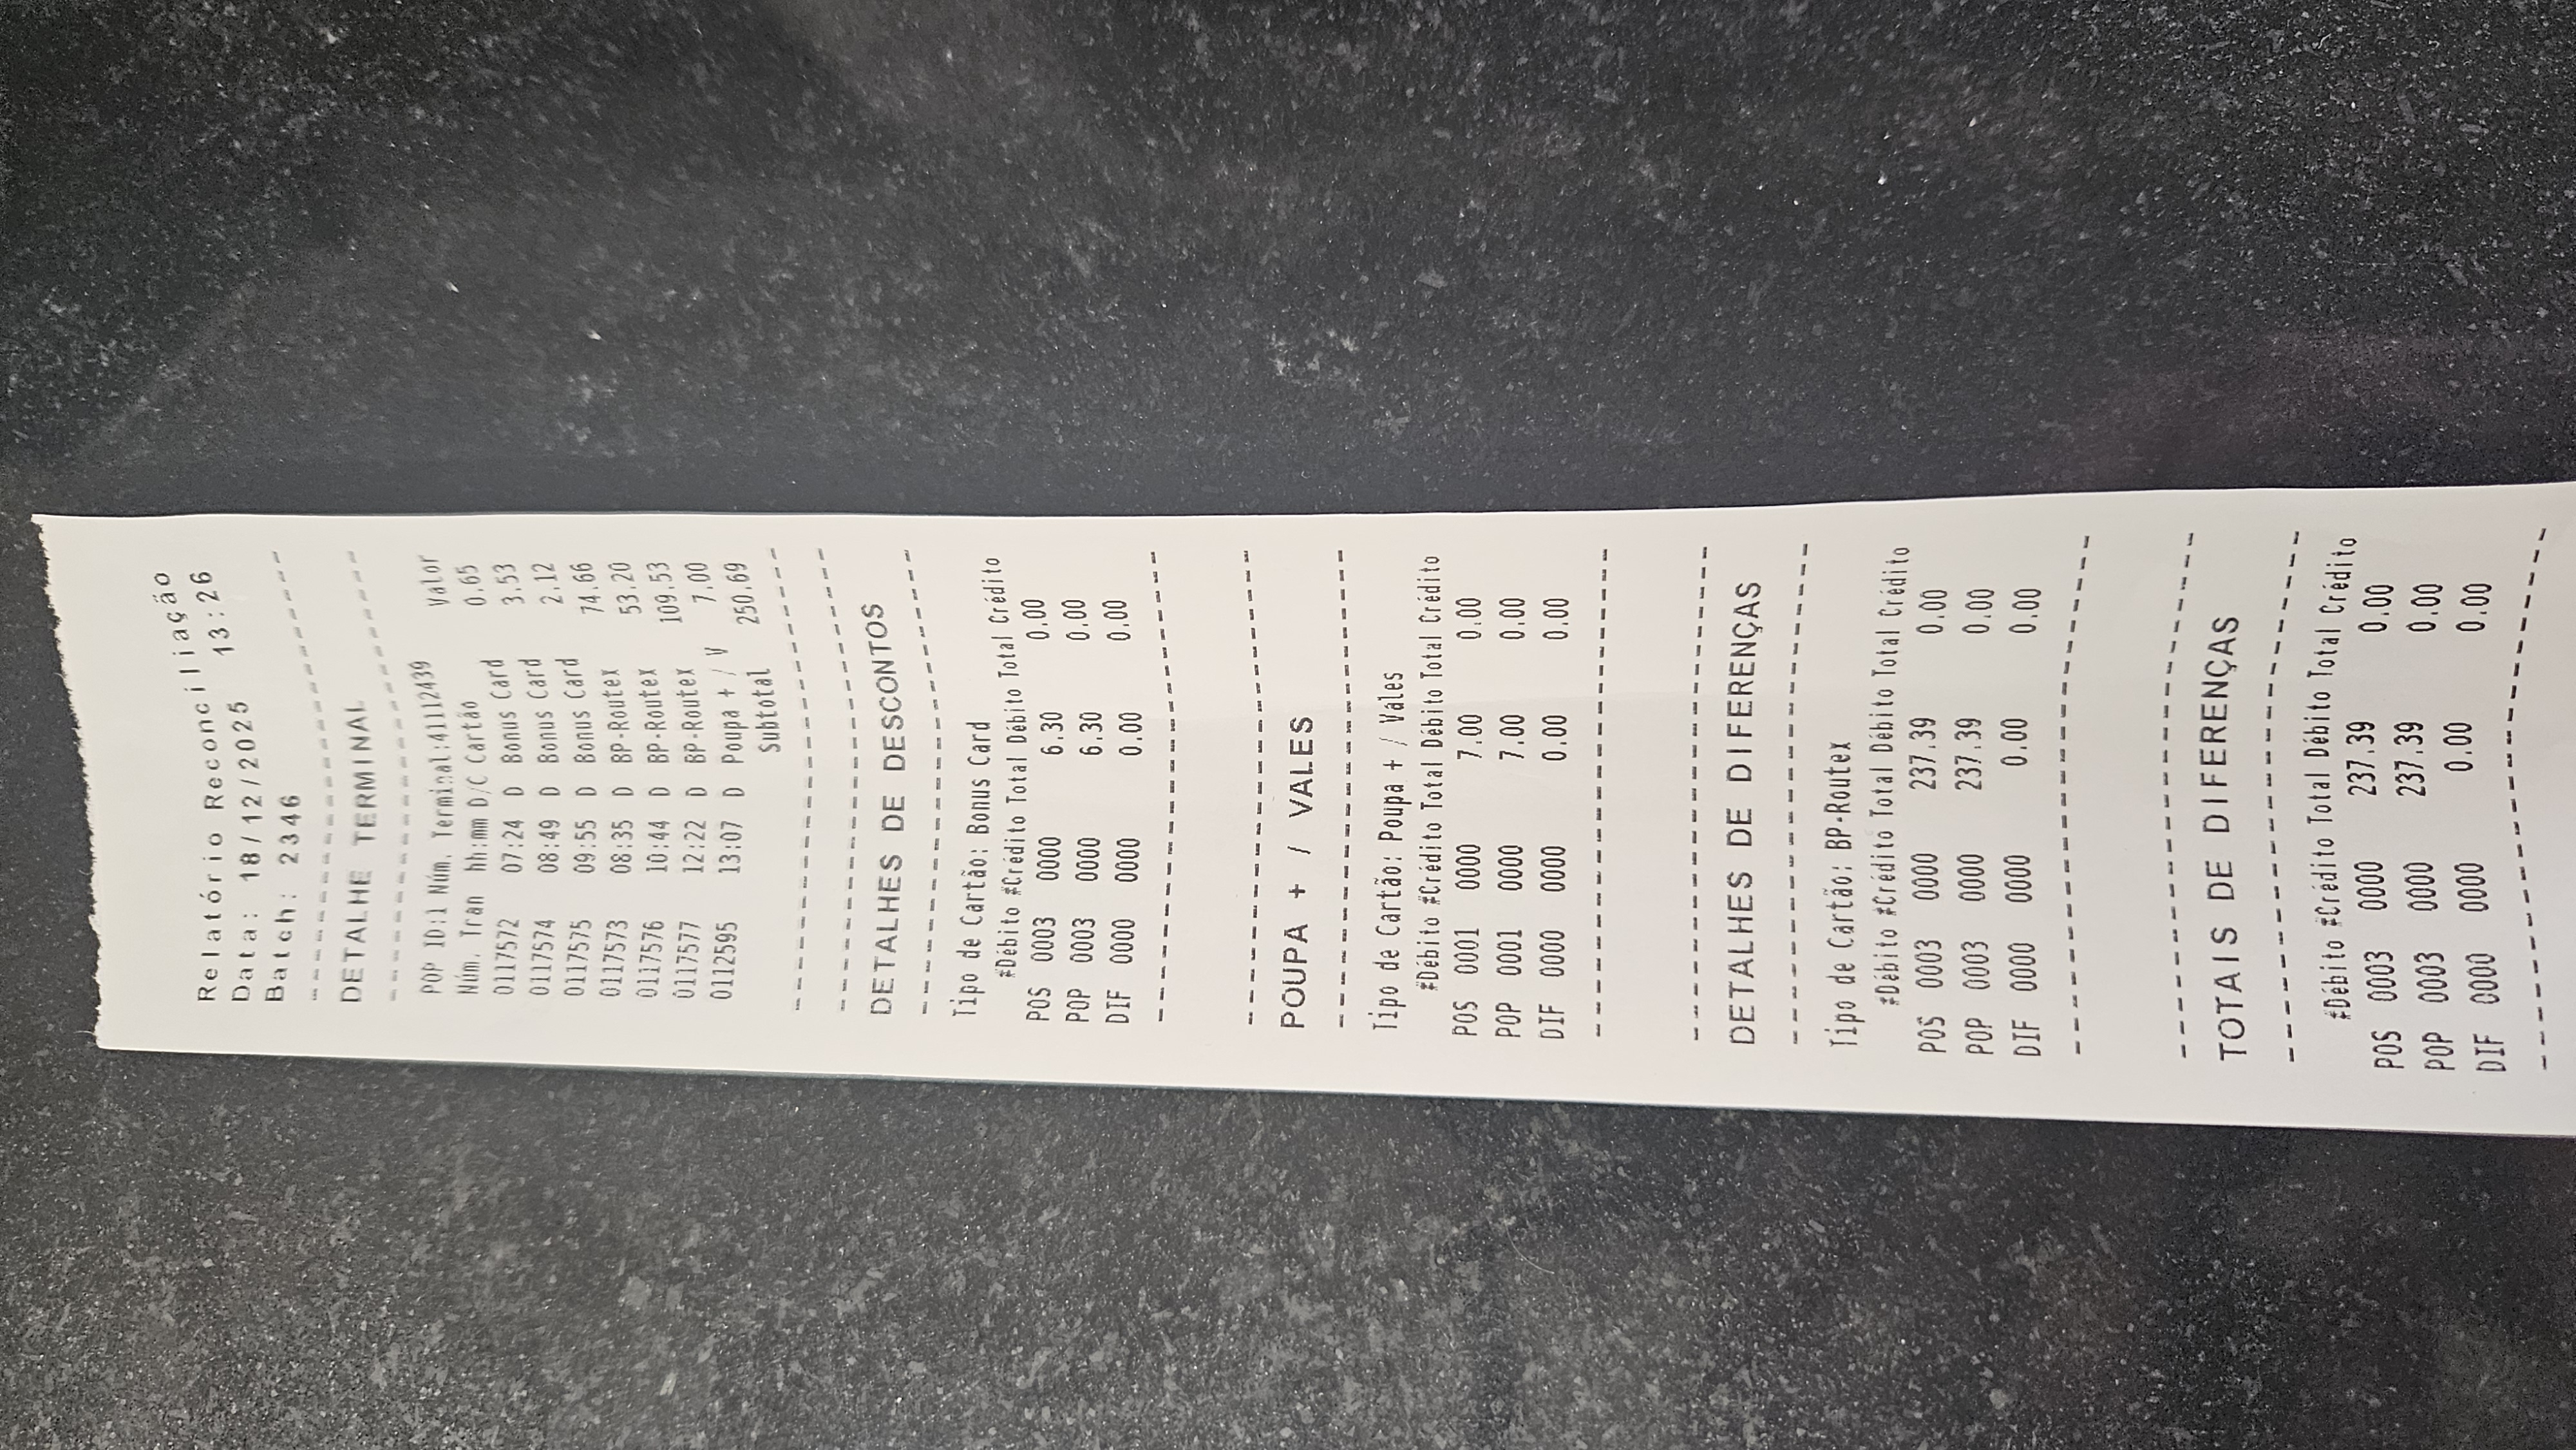 Relatório Reconciliação
Data: 18/12/2025 13:26
Batch: 2346
------------------------------
DETALHE TERMINAL
------------------------------
POP ID:1 Núm. Terminal:41112439
Núm. Tran hh:mm D/C Cartão Valor
0117572 07:24 D Bonus Card 0.65
0117574 08:49 D Bonus Card 3.53
0117575 09:55 D Bonus Card 2.12
0117573 08:35 D BP-Routex 74.66
0117576 10:44 D BP-Routex 53.20
0117577 12:22 D BP-Routex 109.53
0112595 13:07 D Poupa + / V 7.00
Subtotal 250.69
------------------------------
------------------------------
DETALHES DE DESCONTOS
------------------------------
Tipo de Cartão: Bonus Card
#Débito #Crédito Total Débito Total Crédito
POS 0003 0000 6.30 0.00
POP 0003 0000 6.30 0.00
DIF 0000 0000 0.00 0.00
------------------------------
------------------------------
POUPA + / VALES
------------------------------
Tipo de Cartão: Poupa + / Vales
#Débito #Crédito Total Débito Total Crédito
POS 0001 0000 7.00 0.00
POP 0001 0000 7.00 0.00
DIF 0000 0000 0.00 0.00
------------------------------
------------------------------
DETALHES DE DIFERENÇAS
------------------------------
Tipo de Cartão: BP-Routex
#Débito #Crédito Total Débito Total Crédito
POS 0003 0000 237.39 0.00
POP 0003 0000 237.39 0.00
DIF 0000 0000 0.00 0.00
------------------------------
------------------------------
TOTAIS DE DIFERENÇAS
------------------------------
#Débito #Crédito Total Débito Total Crédito
POS 0003 0000 237.39 0.00
POP 0003 0000 237.39 0.00
DIF 0000 0000 0.00 0.00
------------------------------